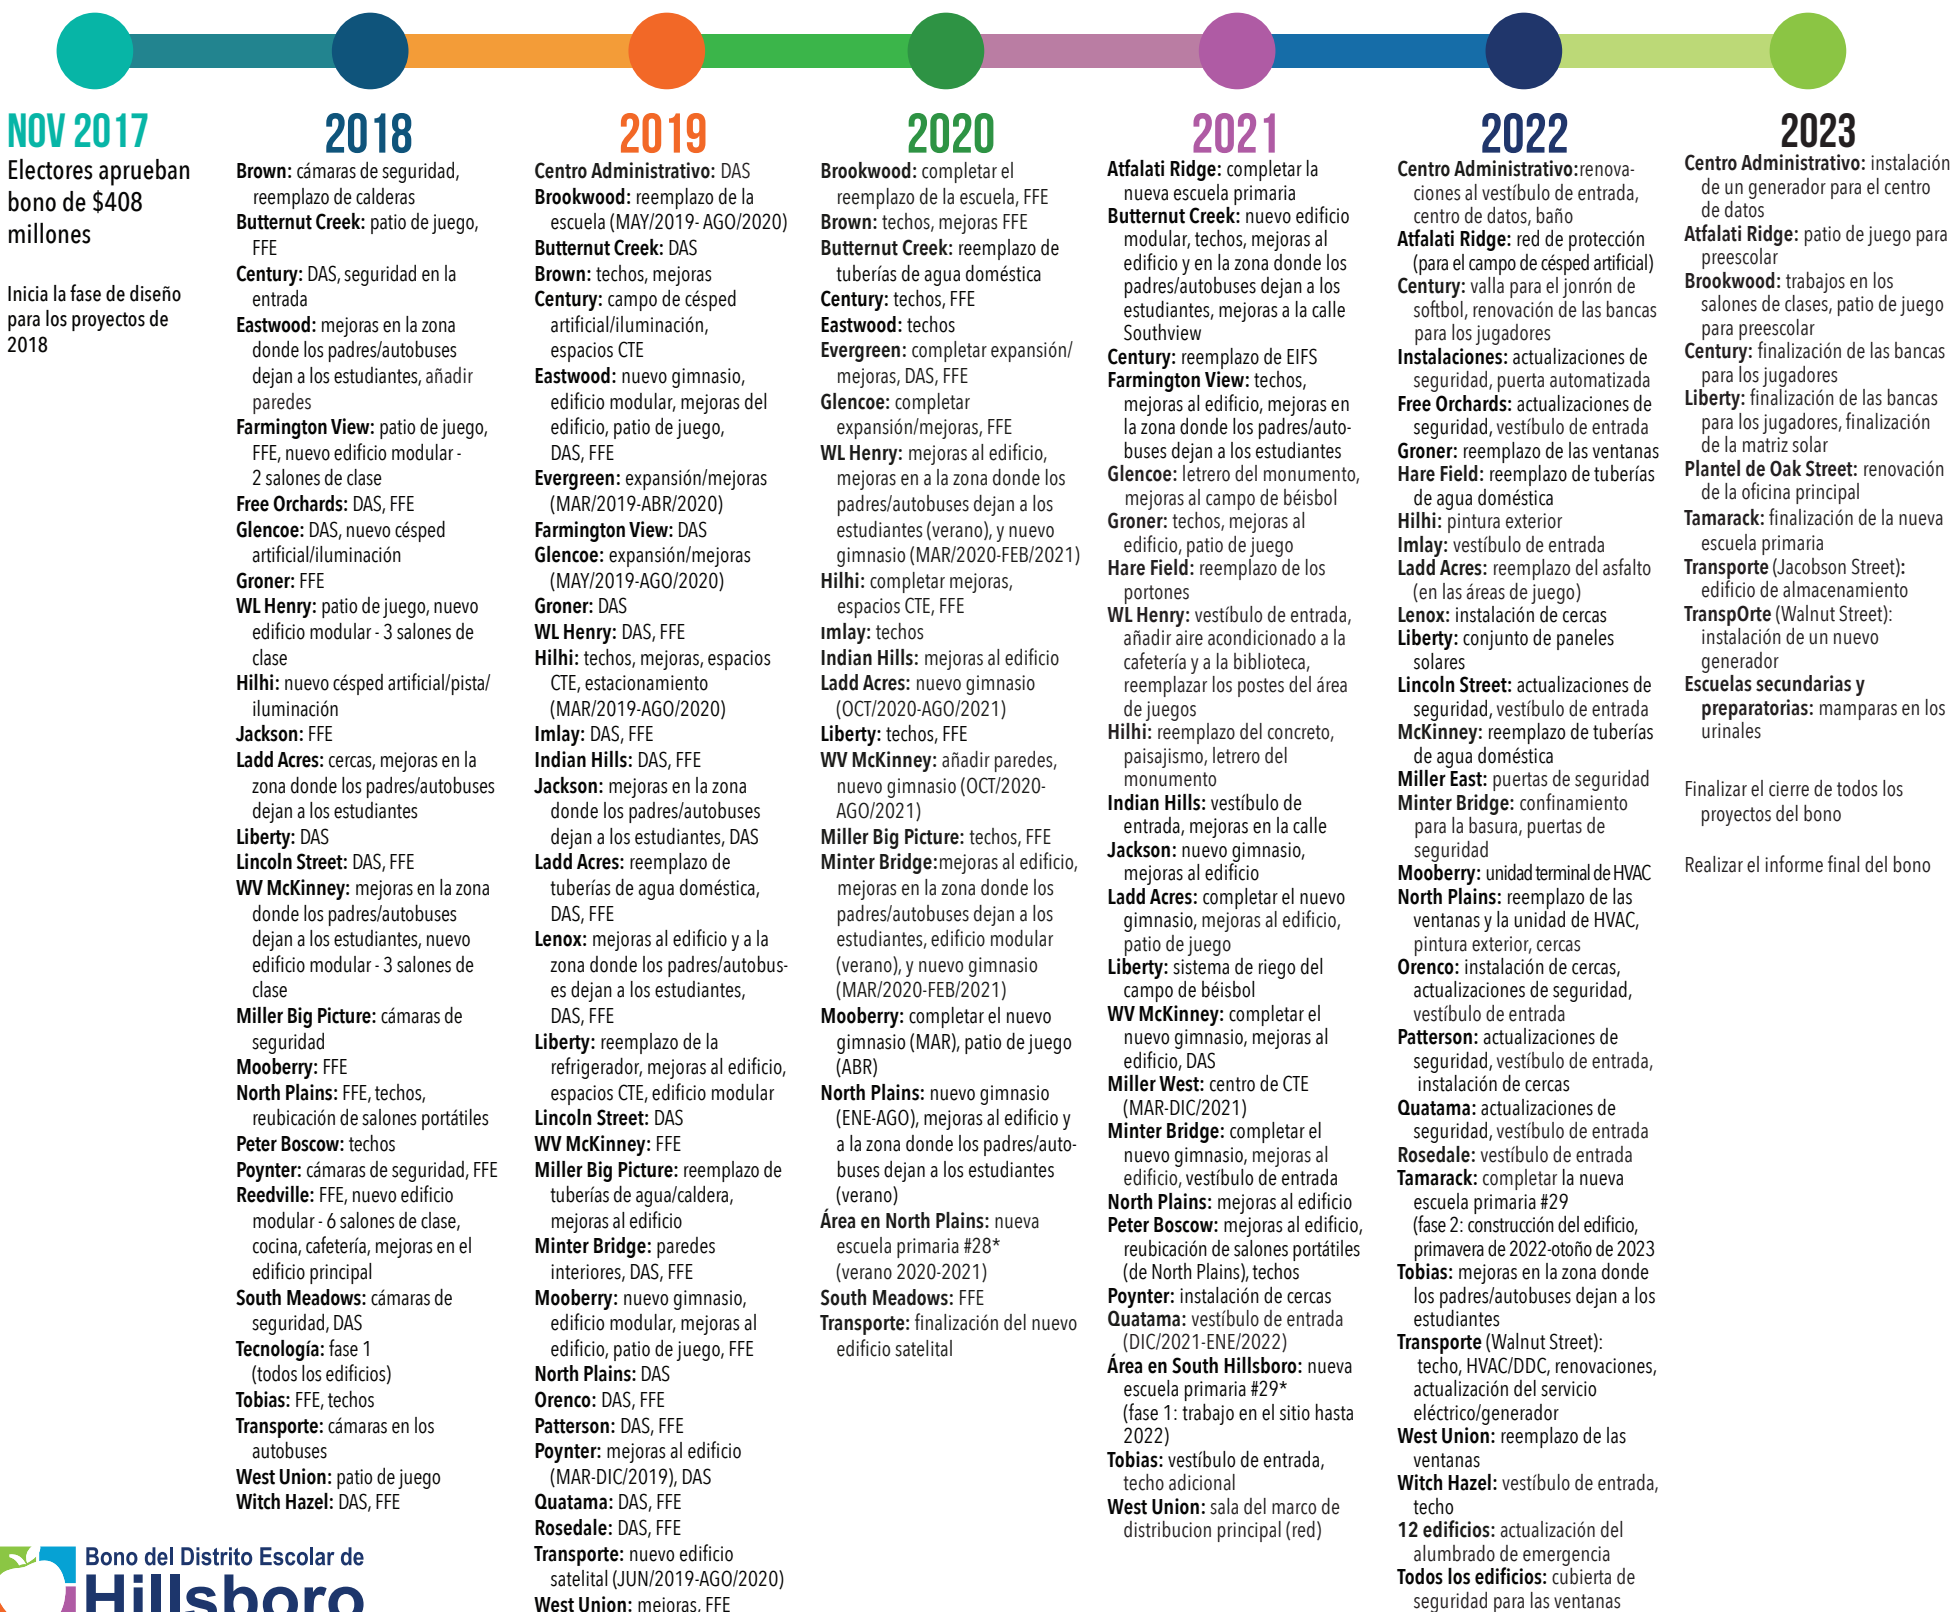 NOV 2017
Electores aprueban
bono de $408
millones
Inicia la fase de diseño
para los proyectos de
2018
2018
Brown: cámaras de seguridad,
reemplazo de calderas
Butternut Creek: patio de juego,
FFE
Century: DAS, seguridad en la
entrada
Eastwood: mejoras en la zona
donde los padres/autobuses
dejan a los estudiantes, añadir
paredes
Farmington View: patio de juego,
FFE, nuevo edificio modular -
2 salones de clase
Free Orchards: DAS, FFE
Glencoe: DAS, nuevo césped
artificial/iluminación
Groner: FFE
WL Henry: patio de juego, nuevo
edificio modular - 3 salones de
clase
Hilhi: nuevo césped artificial/pista/
iluminación
Jackson: FFE
Ladd Acres: cercas, mejoras en la
zona donde los padres/autobuses
dejan a los estudiantes
Liberty: DAS
Lincoln Street: DAS, FFE
WV McKinney: mejoras en la zona
donde los padres/autobuses
dejan a los estudiantes, nuevo
edificio modular - 3 salones de
clase
Miller Big Picture: cámaras de
seguridad
Mooberry: FFE
North Plains: FFE, techos,
reubicación de salones portátiles
Peter Boscow: techos
Poynter: cámaras de seguridad, FFE
Reedville: FFE, nuevo edificio
modular - 6 salones de clase,
cocina, cafetería, mejoras en el
edificio principal
South Meadows: cámaras de
seguridad, DAS
Tecnología: fase 1
(todos los edificios)
Tobias: FFE, techos
Transporte: cámaras en los
autobuses
West Union: patio de juego
Witch Hazel: DAS, FFE
2019
Centro Administrativo: DAS
Brookwood: reemplazo de la
escuela (MAY/2019- AGO/2020)
Butternut Creek: DAS
Brown: techos, mejoras
Century: campo de césped
artificial/iluminación,
espacios CTE
Eastwood: nuevo gimnasio,
edificio modular, mejoras del
edificio, patio de juego,
DAS, FFE
Evergreen: expansión/mejoras
(MAR/2019-ABR/2020)
Farmington View: DAS
Glencoe: expansión/mejoras
(MAY/2019-AGO/2020)
Groner: DAS
WL Henry: DAS, FFE
Hilhi: techos, mejoras, espacios
CTE, estacionamiento
(MAR/2019-AGO/2020)
Imlay: DAS, FFE
Indian Hills: DAS, FFE
Jackson: mejoras en la zona
donde los padres/autobuses
dejan a los estudiantes, DAS
Ladd Acres: reemplazo de
tuberías de agua doméstica,
DAS, FFE
Lenox: mejoras al edificio y a la
zona donde los padres/autobus-
es dejan a los estudiantes,
DAS, FFE
Liberty: reemplazo de la
refrigerador, mejoras al edificio,
espacios CTE, edificio modular
Lincoln Street: DAS
WV McKinney: FFE
Miller Big Picture: reemplazo de
tuberías de agua/caldera,
mejoras al edificio
Minter Bridge: paredes
interiores, DAS, FFE
Mooberry: nuevo gimnasio,
edificio modular, mejoras al
edificio, patio de juego, FFE
North Plains: DAS
Orenco: DAS, FFE
Patterson: DAS, FFE
Poynter: mejoras al edificio
(MAR-DIC/2019), DAS
Quatama: DAS, FFE
Rosedale: DAS, FFE
Transporte: nuevo edificio
satelital (JUN/2019-AGO/2020)
West Union: mejoras, FFE
2020
Brookwood: completar el
reemplazo de la escuela, FFE
Brown: techos, mejoras FFE
Butternut Creek: reemplazo de
tuberías de agua doméstica
Century: techos, FFE
Eastwood: techos
Evergreen: completar expansión/
mejoras, DAS, FFE
Glencoe: completar
expansión/mejoras, FFE
WL Henry: mejoras al edificio,
mejoras en a la zona donde los
padres/autobuses dejan a los
estudiantes (verano), y nuevo
gimnasio (MAR/2020-FEB/2021)
Hilhi: completar mejoras,
espacios CTE, FFE
ımlay: techos
Indian Hills: mejoras al edificio
Ladd Acres: nuevo gimnasio
(OCT/2020-AGO/2021)
Liberty: techos, FFE
WV McKinney: añadir paredes,
nuevo gimnasio (OCT/2020-
AGO/2021)
Miller Big Picture: techos, FFE
Minter Bridge:mejoras al edificio,
mejoras en la zona donde los
padres/autobuses dejan a los
estudiantes, edificio modular
(verano), y nuevo gimnasio
(MAR/2020-FEB/2021)
Mooberry: completar el nuevo
gimnasio (MAR), patio de juego
(ABR)
North Plains: nuevo gimnasio
(ENE-AGO), mejoras al edificio y
a la zona donde los padres/auto-
buses dejan a los estudiantes
(verano)
Área en North Plains: nueva
escuela primaria #28*
(verano 2020-2021)
South Meadows: FFE
Transporte: finalización del nuevo
edificio satelital
2021
Atfalati Ridge: completar la
nueva escuela primaria
Butternut Creek: nuevo edificio
modular, techos, mejoras al
edificio y en la zona donde los
padres/autobuses dejan a los
estudiantes, mejoras a la calle
Southview
Century: reemplazo de EIFS
Farmington View: techos,
mejoras al edificio, mejoras en
la zona donde los padres/auto-
buses dejan a los estudiantes
Glencoe: letrero del monumento,
mejoras al campo de béisbol
Groner: techos, mejoras al
edificio, patio de juego
Hare Field: reemplazo de los
portones
WL Henry: vestíbulo de entrada,
añadir aire acondicionado a la
cafetería y a la biblioteca,
reemplazar los postes del área
de juegos
Hilhi: reemplazo del concreto,
paisajismo, letrero del
monumento
Indian Hills: vestíbulo de
entrada, mejoras en la calle
Jackson: nuevo gimnasio,
mejoras al edificio
Ladd Acres: completar el nuevo
gimnasio, mejoras al edificio,
patio de juego
Liberty: sistema de riego del
campo de béisbol
WV McKinney: completar el
nuevo gimnasio, mejoras al
edificio, DAS
Miller West: centro de CTE
(MAR-DIC/2021)
Minter Bridge: completar el
nuevo gimnasio, mejoras al
edificio, vestíbulo de entrada
North Plains: mejoras al edificio
Peter Boscow: mejoras al edificio,
reubicación de salones portátiles
(de North Plains), techos
Poynter: instalación de cercas
Quatama: vestíbulo de entrada
(DIC/2021-ENE/2022)
Área en South Hillsboro: nueva
escuela primaria #29*
(fase 1: trabajo en el sitio hasta
2022)
Tobias: vestíbulo de entrada,
techo adicional
West Union: sala del marco de
distribucion principal (red)
2022
Centro Administrativo:renova-
ciones al vestíbulo de entrada,
centro de datos, baño
Atfalati Ridge: red de protección
(para el campo de césped artificial)
Century: valla para el jonrón de
softbol, renovación de las bancas
para los jugadores
Instalaciones: actualizaciones de
seguridad, puerta automatizada
Free Orchards: actualizaciones de
seguridad, vestíbulo de entrada
Groner: reemplazo de las ventanas
Hare Field: reemplazo de tuberías
de agua doméstica
Hilhi: pintura exterior
Imlay: vestíbulo de entrada
Ladd Acres: reemplazo del asfalto
(en las áreas de juego)
Lenox: instalación de cercas
Liberty: conjunto de paneles
solares
Lincoln Street: actualizaciones de
seguridad, vestíbulo de entrada
McKinney: reemplazo de tuberías
de agua doméstica
Miller East: puertas de seguridad
Minter Bridge: confinamiento
para la basura, puertas de
seguridad
Mooberry: unidad terminal de HVAC
North Plains: reemplazo de las
ventanas y la unidad de HVAC,
pintura exterior, cercas
Orenco: instalación de cercas,
actualizaciones de seguridad,
vestíbulo de entrada
Patterson: actualizaciones de
seguridad, vestíbulo de entrada,
instalación de cercas
Quatama: actualizaciones de
seguridad, vestíbulo de entrada
Rosedale: vestíbulo de entrada
Tamarack: completar la nueva
escuela primaria #29
(fase 2: construcción del edificio,
primavera de 2022-otoño de 2023
Tobias: mejoras en la zona donde
los padres/autobuses dejan a los
estudiantes
Transporte (Walnut Street):
techo, HVAC/DDC, renovaciones,
actualización del servicio
eléctrico/generador
West Union: reemplazo de las
ventanas
Witch Hazel: vestíbulo de entrada,
techo
12 edificios: actualización del
alumbrado de emergencia
Todos los edificios: cubierta de
seguridad para las ventanas
2023
Centro Administrativo: instalación
de un generador para el centro
de datos
Atfalati Ridge: patio de juego para
preescolar
Brookwood: trabajos en los
salones de clases, patio de juego
para preescolar
Century: finalización de las bancas
para los jugadores
Liberty: finalización de las bancas
para los jugadores, finalización
de la matriz solar
Plantel de Oak Street: renovación
de la oficina principal
Tamarack: finalización de la nueva
escuela primaria
Transporte (Jacobson Street):
edificio de almacenamiento
TranspOrte (Walnut Street):
instalación de un nuevo
generador
Escuelas secundarias y
preparatorias: mamparas en los
urinales
Finalizar el cierre de todos los
proyectos del bono
Realizar el informe final del bono
Bono del Distrito Escolar de
Hillsboro